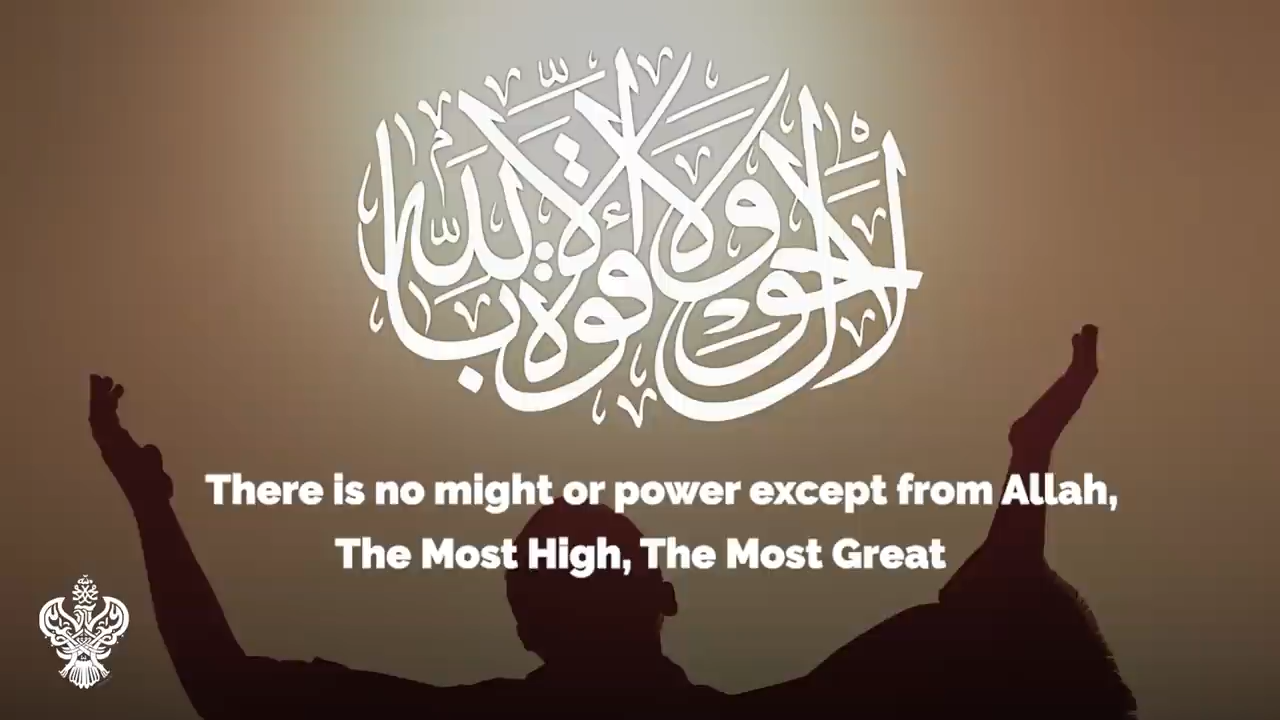 لا حول ولا قوة إلا بالله
There is no might or power except from Allah,
The Most High, The Most Great